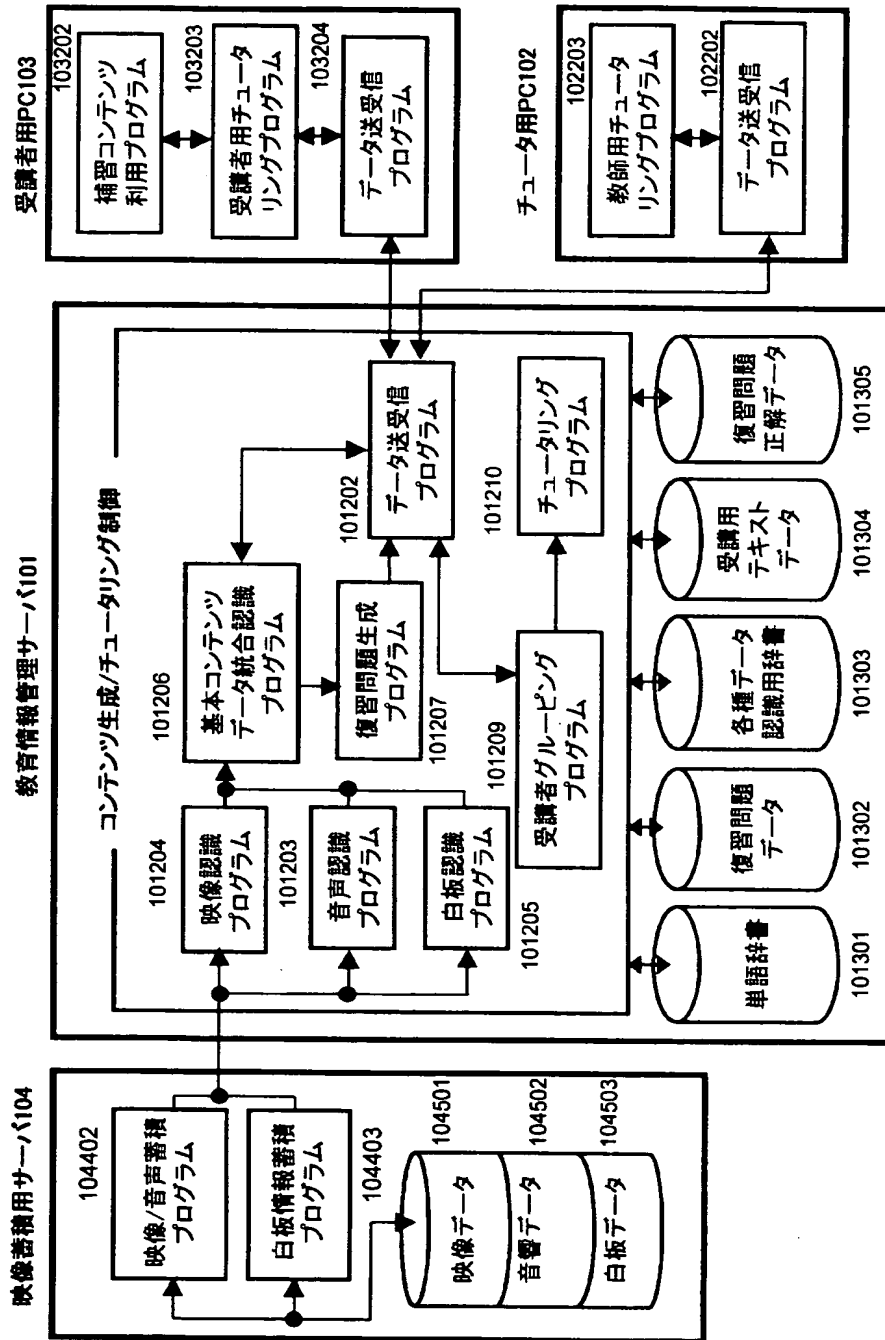 映像蓄積用サーバ104
104402
映像/音声蓄積
プログラム
白板情報蓄積
プログラム
104403
映像データ
104501
音響データ
104502
白板データ
104503
教育情報管理サーバ101
コンテンツ生成/チュータリング制御
101204
映像認識
プログラム
101203
音声認識
プログラム
白板認識
プログラム
101205
101206
基本コンテンツ
データ統合認識
プログラム
復習問題生成
プログラム
101207
101209
受講者グルーピング
プログラム
101202
データ送受信
プログラム
101210
チュータリング
プログラム
単語辞書
101301
復習問題
データ
101302
各種データ
認識用辞書
101303
受講用
テキスト
データ
101304
復習問題
正解データ
101305
受講者用PC103
103202
補習コンテンツ
利用プログラム
103203
受講者用チュータ
リングプログラム
103204
データ送受信
プログラム
チュータ用PC102
102203
教師用チュータ
リングプログラム
102202
データ送受信
プログラム